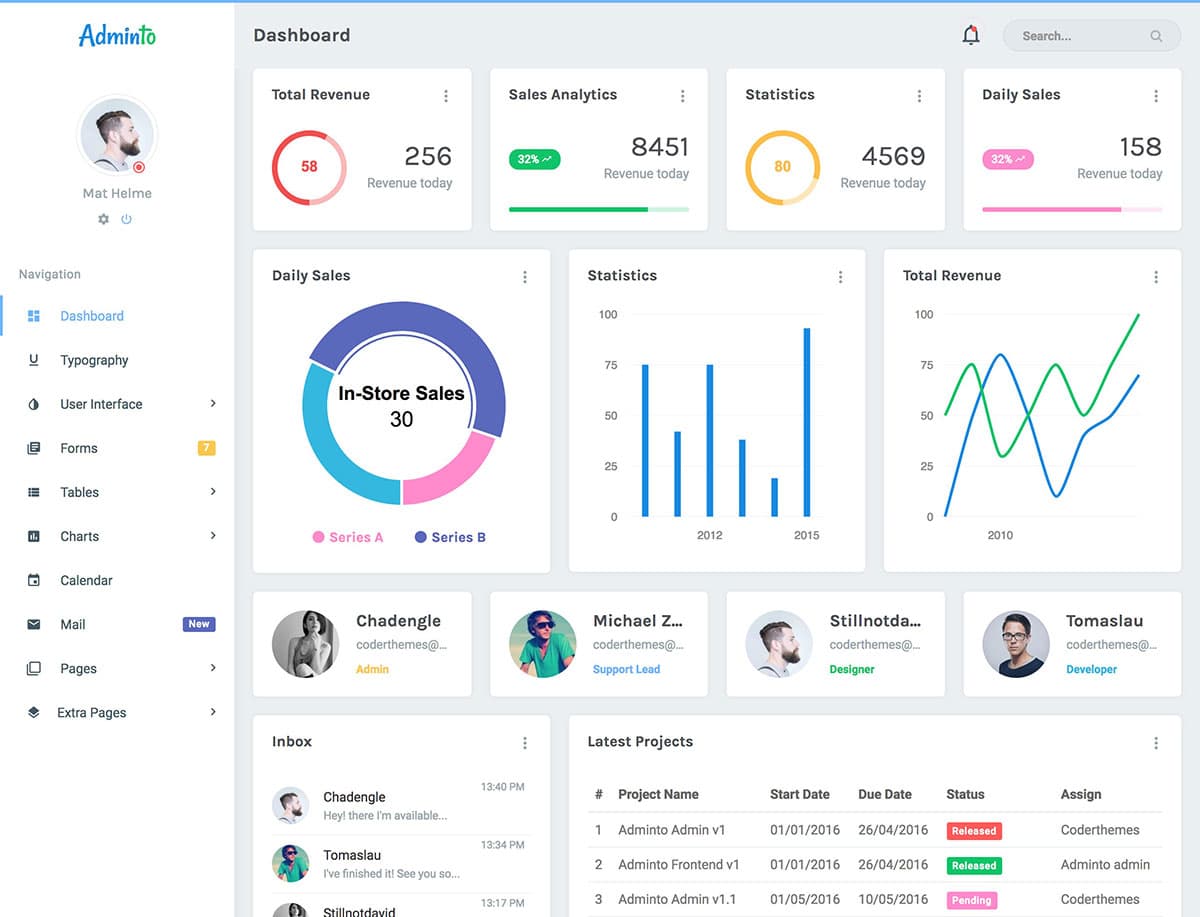 Adminto
Mat Helme
Navigation
Dashboard
Typography
User Interface
Forms 7
Tables
Charts
Calendar
Mail New
Pages
Extra Pages
Dashboard
Search...
Total Revenue
58
256
Revenue today
Sales Analytics
32%
8451
Revenue today
Statistics
80
4569
Revenue today
Daily Sales
32%
158
Revenue today
Daily Sales
In-Store Sales
30
Series A Series B
Statistics
100
75
50
25
0
2012 2015
Total Revenue
100
75
50
25
0
2010
Chadengle
coderthemes@...
Admin
Michael Z...
coderthemes@...
Support Lead
Stillnotda...
coderthemes@...
Designer
Tomaslau
coderthemes@...
Developer
Inbox
13:40 PM
Chadengle
Hey! there I'm available...
13:34 PM
Tomaslau
I've finished it! See you so...
13:17 PM
Stillnotdavid
Latest Projects
# Project Name Start Date Due Date Status Assign
1 Adminto Admin v1 01/01/2016 26/04/2016 Released Coderthemes
2 Adminto Frontend v1 01/01/2016 26/04/2016 Released Adminto admin
3 Adminto Admin v1.1 01/05/2016 10/05/2016 Pending Coderthemes